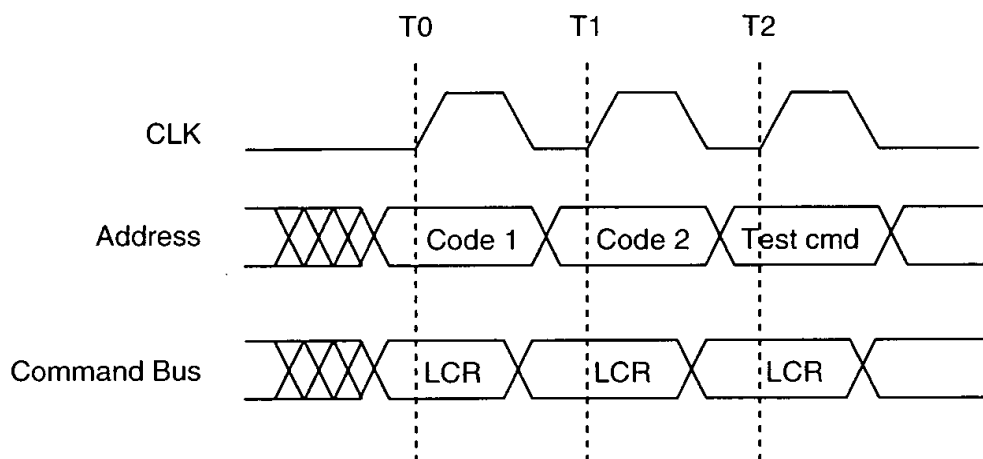 T0 T1 T2
CLK
Address Code 1 Code 2 Test cmd
Command Bus LCR LCR LCR